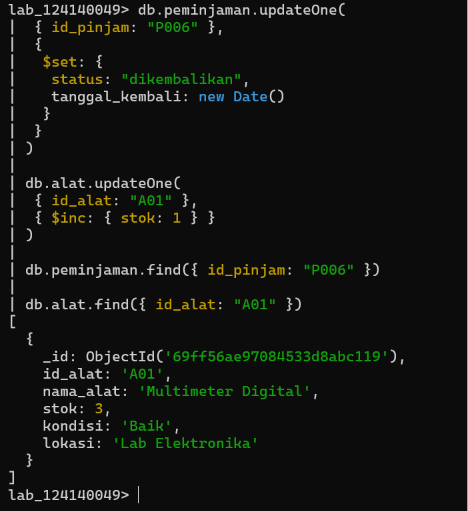 lab_124140049> db.peminjaman.updateOne(
|  { id_pinjam: "P006" },
|  {
|   $set: {
|    status: "dikembalikan",
|    tanggal_kembali: new Date()
|   }
|  }
| )
|
| db.alat.updateOne(
|  { id_alat: "A01" },
|  { $inc: { stok: 1 } }
| )
|
| db.peminjaman.find({ id_pinjam: "P006" })
|
| db.alat.find({ id_alat: "A01" })
[
  {
    _id: ObjectId('69ff56ae97084533d8abc119'),
    id_alat: 'A01',
    nama_alat: 'Multimeter Digital',
    stok: 3,
    kondisi: 'Baik',
    lokasi: 'Lab Elektronika'
  }
]
lab_124140049>